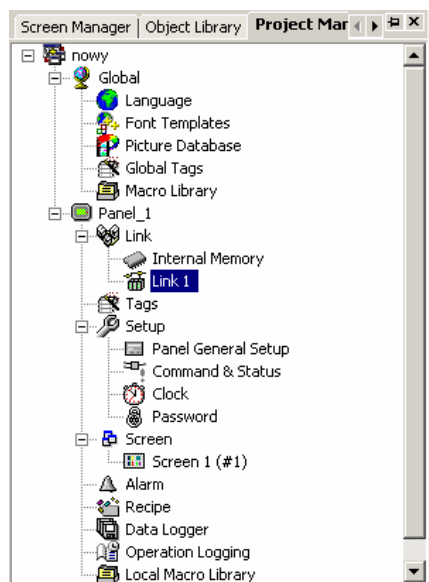 Screen Manager Object Library Project Mar
nowy
Global
Language
Font Templates
Picture Database
Global Tags
Macro Library
Panel_1
Link
Internal Memory
Link 1
Tags
Setup
Panel General Setup
Command & Status
Clock
Password
Screen
Screen 1 (#1)
Alarm
Recipe
Data Logger
Operation Logging
Local Macro Library